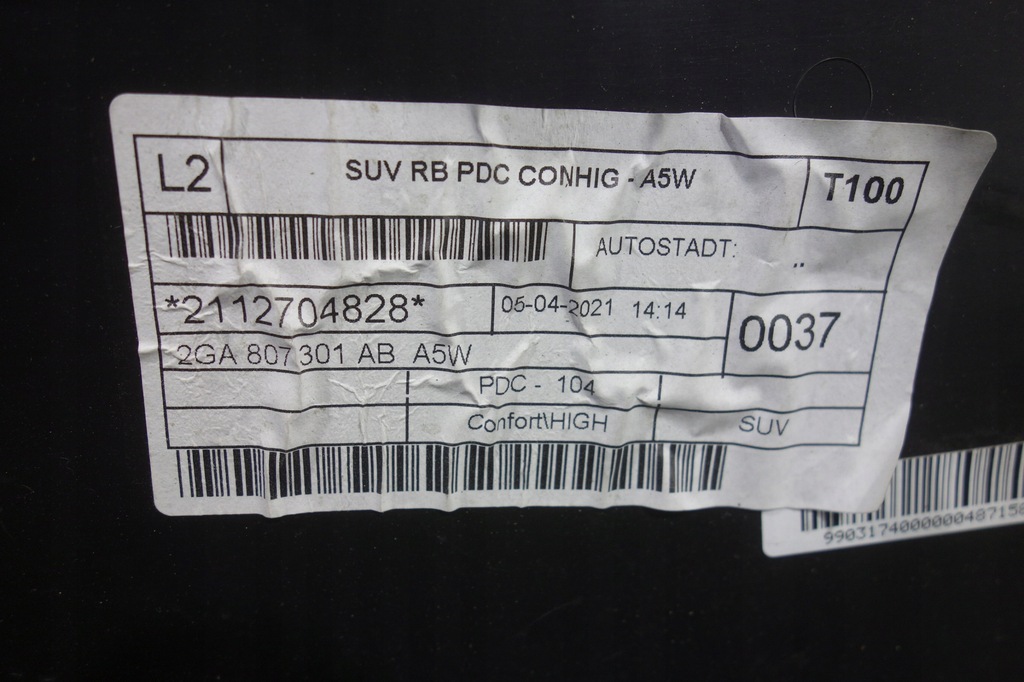 L2 SUV RB PDC CONHIG - A5W T100
AUTOSTADT: ..
*2112704828* 05-04-2021 14:14 0037
2GA 807 301 AB A5W
PDC - 104
Confort\HIGH SUV